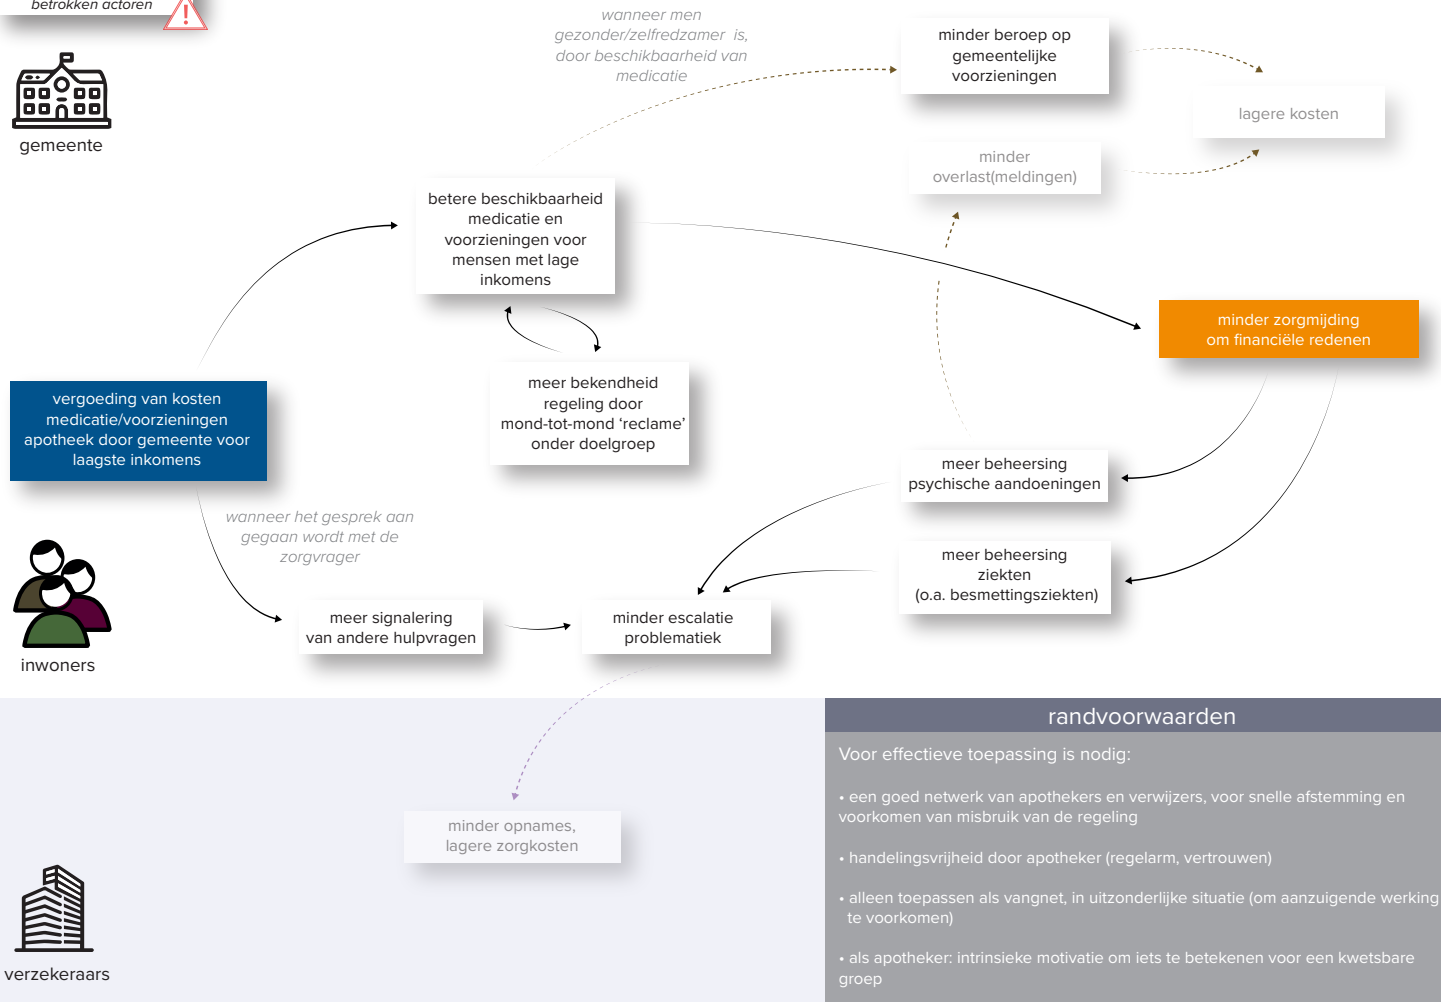 betrokken actoren
gemeente
wanneer men
gezonder/zelfredzamer is,
door beschikbaarheid van
medicatie
minder beroep op
gemeentelijke
voorzieningen
lagere kosten
minder
overlast(meldingen)
betere beschikbaarheid
medicatie en
voorzieningen voor
mensen met lage
inkomens
minder zorgmijding
om financiële redenen
meer bekendheid
regeling door
mond-tot-mond ‘reclame’
onder doelgroep
vergoeding van kosten
medicatie/voorzieningen
apotheek door gemeente voor
laagste inkomens
meer beheersing
psychische aandoeningen
wanneer het gesprek aan
gegaan wordt met de
zorgvrager
meer beheersing
ziekten
(o.a. besmettingsziekten)
meer signalering
van andere hulpvragen
minder escalatie
problematiek
inwoners
minder opnames,
lagere zorgkosten
verzekeraars
randvoorwaarden
Voor effectieve toepassing is nodig:
• een goed netwerk van apothekers en verwijzers, voor snelle afstemming en
voorkomen van misbruik van de regeling
• handelingsvrijheid door apotheker (regelarm, vertrouwen)
• alleen toepassen als vangnet, in uitzonderlijke situatie (om aanzuigende werking
te voorkomen)
• als apotheker: intrinsieke motivatie om iets te betekenen voor een kwetsbare
groep